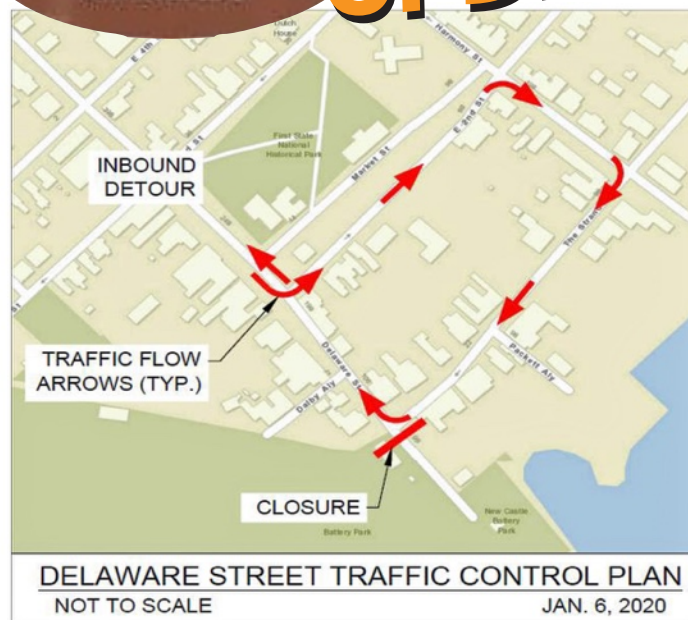 Dutch
House
Harmony St
E 4th
First State
National
Historical Park
Market St
E 2nd St
INBOUND
DETOUR
The Strand
TRAFFIC FLOW
ARROWS (TYP.)
Delaware St
Packett Aly
Delby Aly
CLOSURE
Battery Park
New Castle
Battery
Park
DELAWARE STREET TRAFFIC CONTROL PLAN
NOT TO SCALE
JAN. 6, 2020